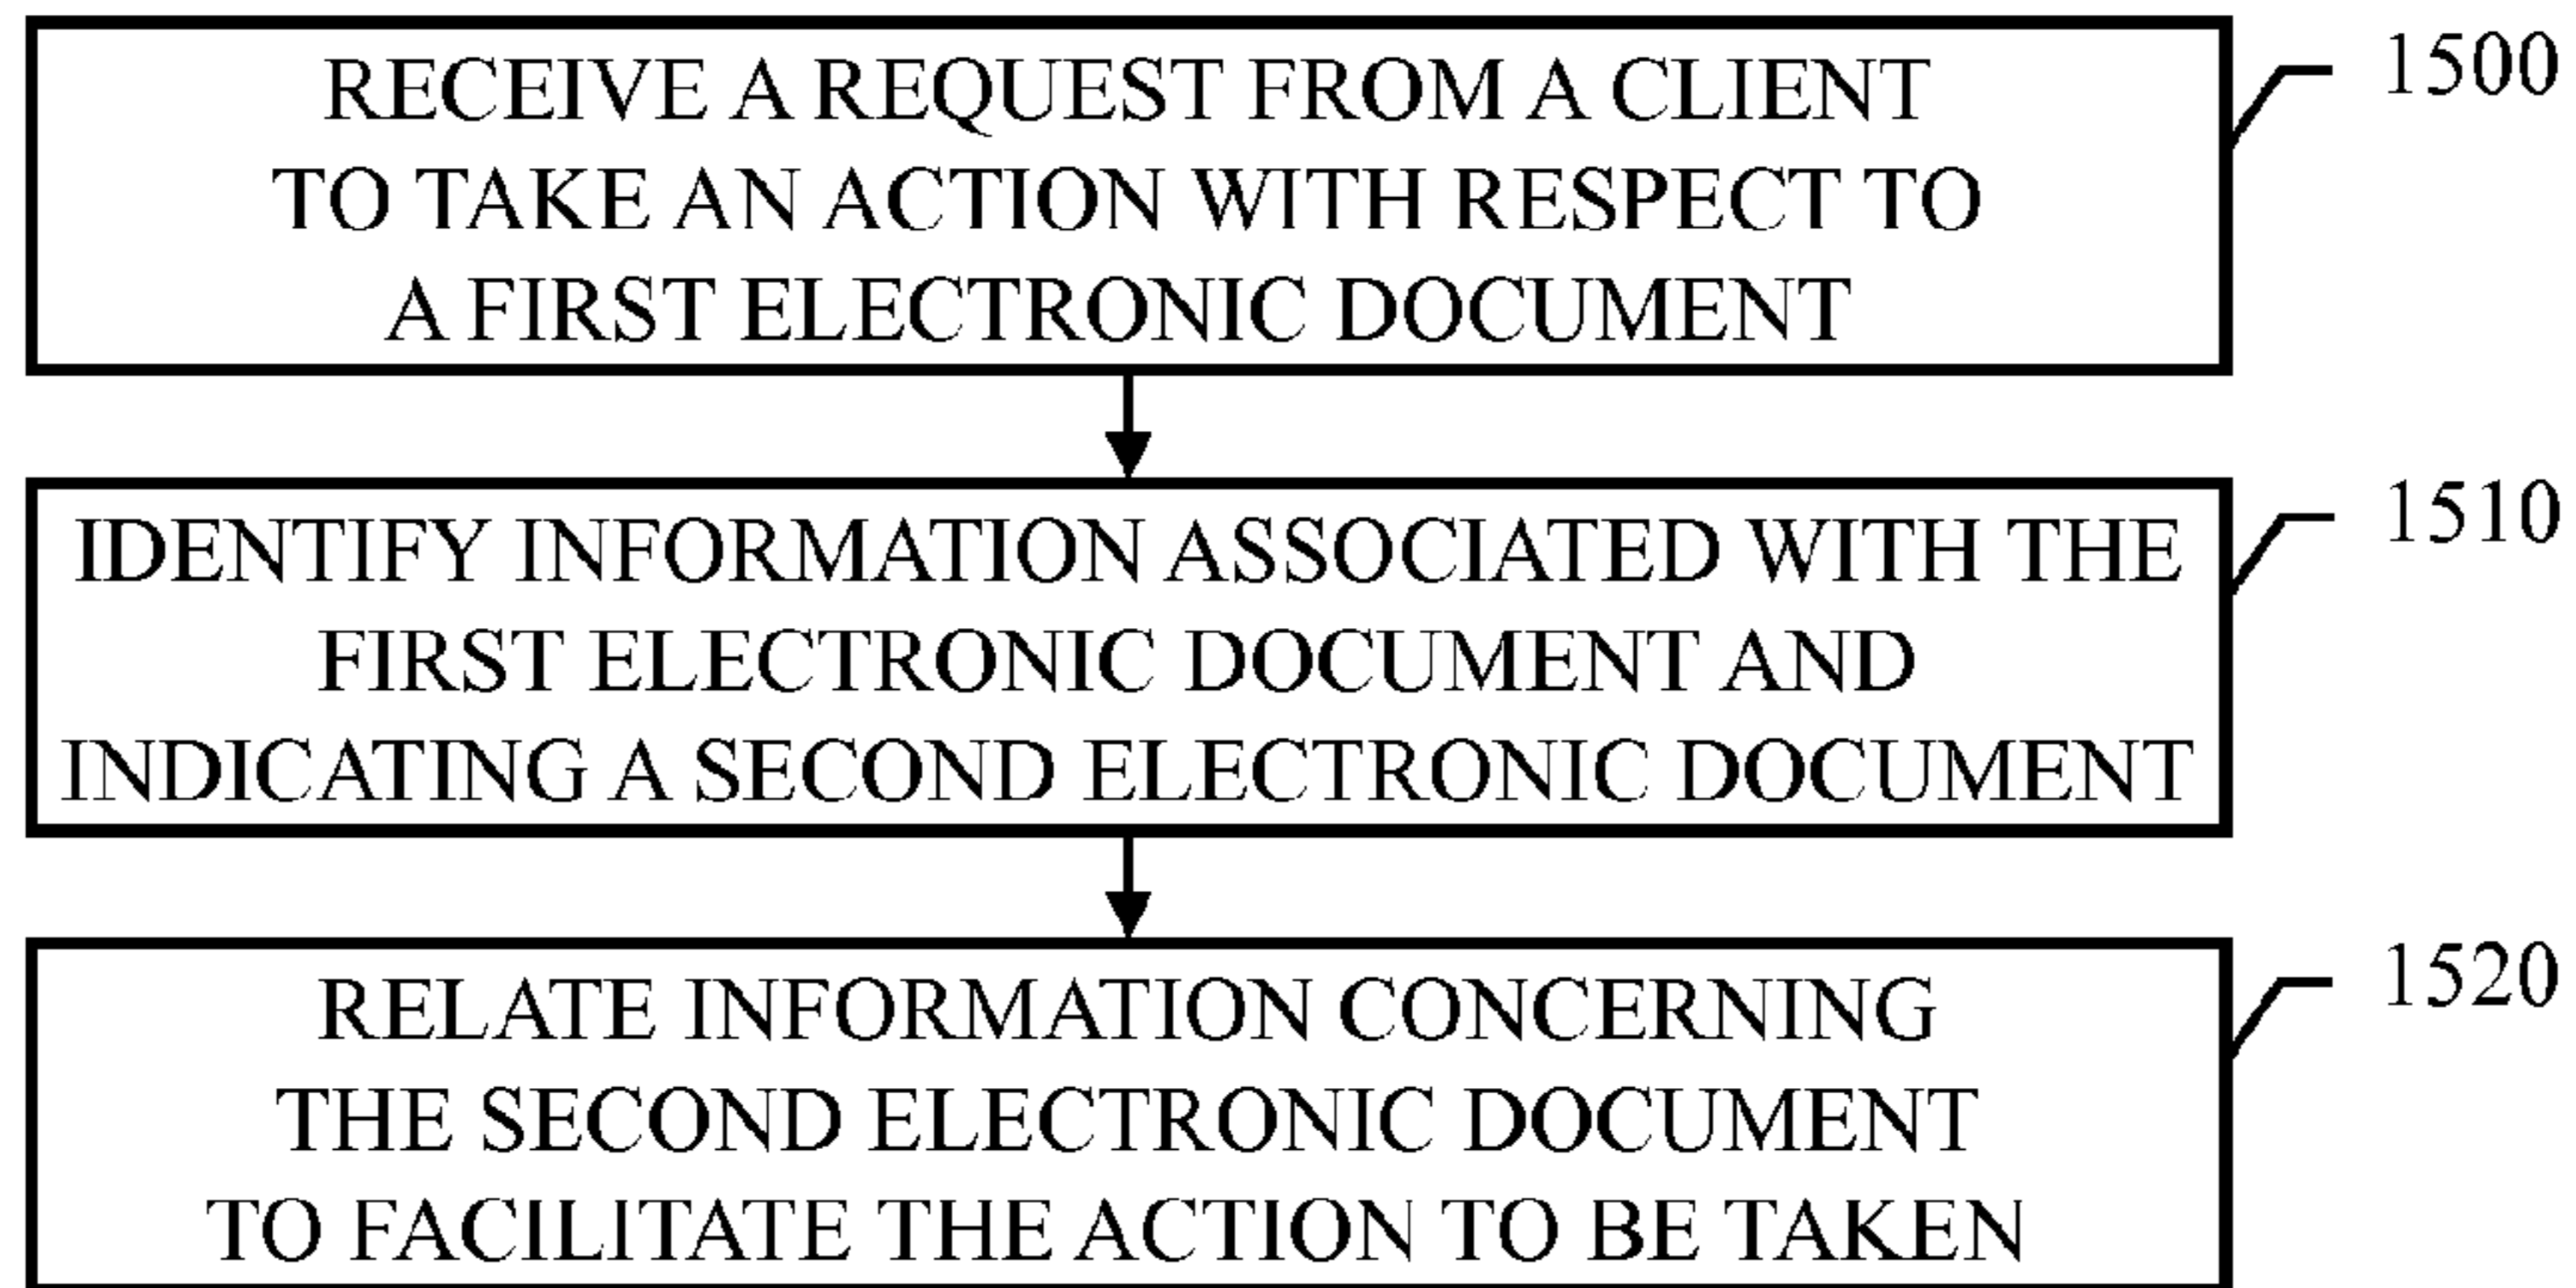 RECEIVE A REQUEST FROM A CLIENT
TO TAKE AN ACTION WITH RESPECT TO
A FIRST ELECTRONIC DOCUMENT
1500
IDENTIFY INFORMATION ASSOCIATED WITH THE
FIRST ELECTRONIC DOCUMENT AND
INDICATING A SECOND ELECTRONIC DOCUMENT
1510
RELATE INFORMATION CONCERNING
THE SECOND ELECTRONIC DOCUMENT
TO FACILITATE THE ACTION TO BE TAKEN
1520